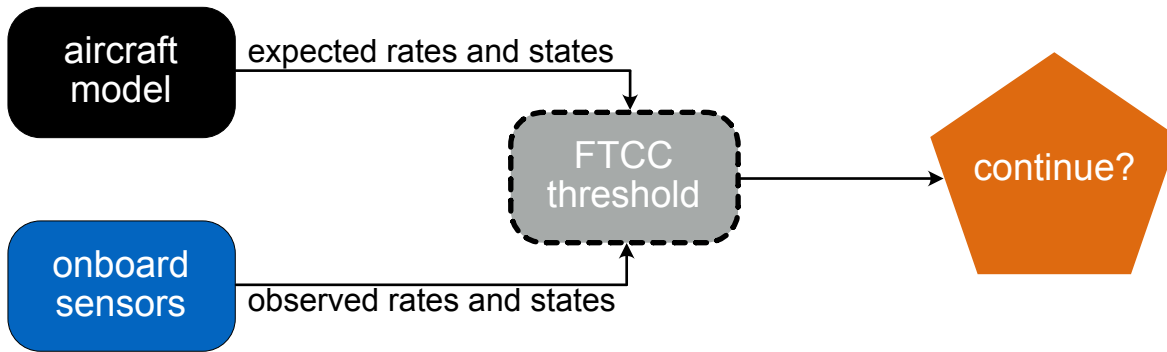 aircraft
model
expected rates and states
FTCC
threshold
continue?
onboard
sensors
observed rates and states